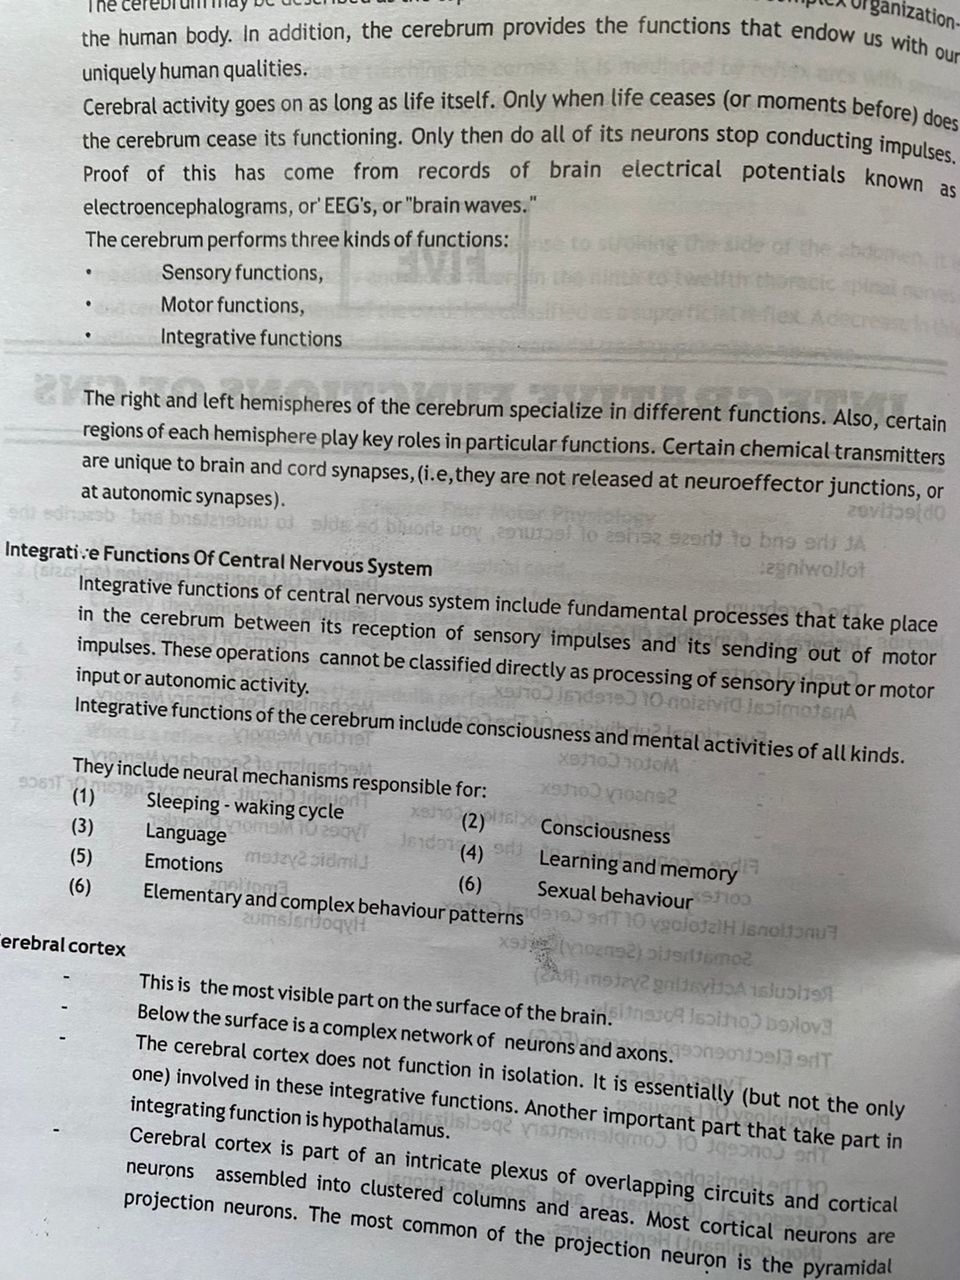 The cerebrum may be described as the
organization-
the human body. In addition, the cerebrum provides the functions that endow us with our
uniquely human qualities.
Cerebral activity goes on as long as life itself. Only when life ceases (or moments before) does
the cerebrum cease its functioning. Only then do all of its neurons stop conducting impulses.
Proof of this has come from records of brain electrical potentials known as
electroencephalograms, or' EEG's, or "brain waves."
The cerebrum performs three kinds of functions:
• Sensory functions,
• Motor functions,
• Integrative functions
The right and left hemispheres of the cerebrum specialize in different functions. Also, certain
regions of each hemisphere play key roles in particular functions. Certain chemical transmitters
are unique to brain and cord synapses, (i.e, they are not released at neuroeffector junctions, or
at autonomic synapses).
Integrative Functions Of Central Nervous System
Integrative functions of central nervous system include fundamental processes that take place
in the cerebrum between its reception of sensory impulses and its sending out of motor
impulses. These operations cannot be classified directly as processing of sensory input or motor
input or autonomic activity.
Integrative functions of the cerebrum include consciousness and mental activities of all kinds.
They include neural mechanisms responsible for:
(1) Sleeping - waking cycle (2) Consciousness
(3) Language (4) Learning and memory
(5) Emotions (6) Sexual behaviour
(6) Elementary and complex behaviour patterns
erebral cortex
- This is the most visible part on the surface of the brain.
- Below the surface is a complex network of neurons and axons.
- The cerebral cortex does not function in isolation. It is essentially (but not the only
one) involved in these integrative functions. Another important part that take part in
integrating function is hypothalamus.
- Cerebral cortex is part of an intricate plexus of overlapping circuits and cortical
neurons assembled into clustered columns and areas. Most cortical neurons are
projection neurons. The most common of the projection neuron is the pyramidal